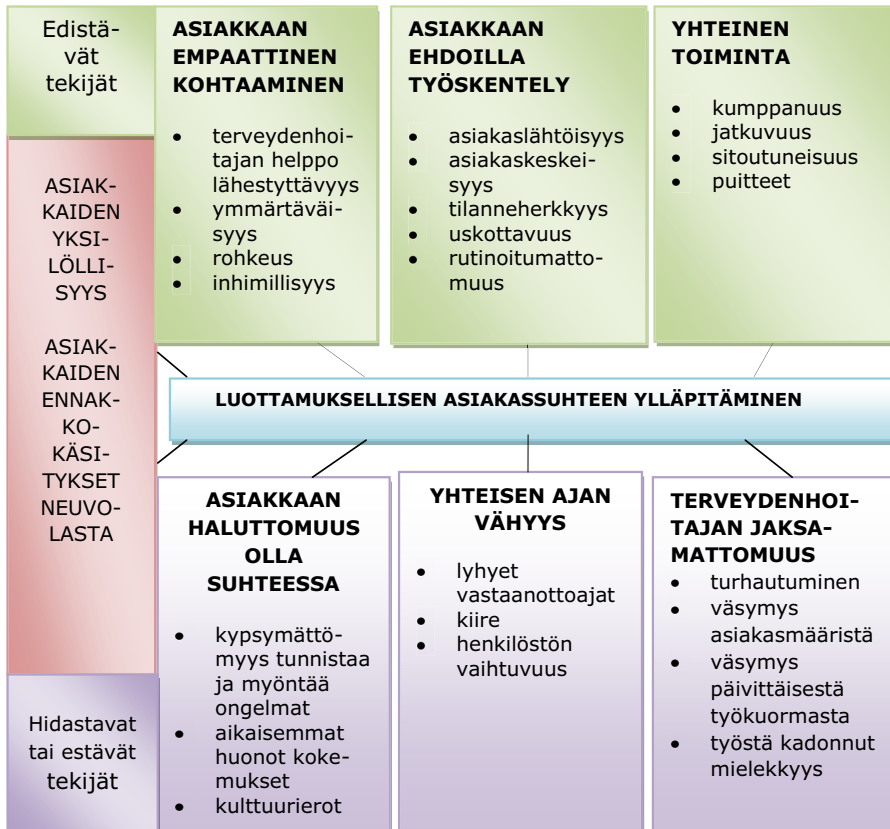 Edistä-
vät
tekijät
ASIAKKAAN
EMPAATTINEN
KOHTAAMINEN
• terveydenhoi-
tajan helppo
lähestyttävyys
• ymmärtäväi-
syys
• rohkeus
• inhimillisyys
ASIAKKAAN
EHDOILLA
TYÖSKENTELY
• asiakaslähtöisyys
• asiakaskeskei-
syys
• tilanneherkkyys
• uskottavuus
• rutinoitumatto-
muus
YHTEINEN
TOIMINTA
• kumppanuus
• jatkuvuus
• sitoutuneisuus
• puitteet
ASIAK-
KAIDEN
YKSI-
LÖLLI-
SYYS
ASIAK-
KAIDEN
ENNAK-
KO-
KÄSI-
TYKSET
NEUVO-
LASTA
LUOTTAMUKSELLISEN ASIAKASSUHTEEN YLLÄPITÄMINEN
ASIAKKAAN
HALUTTOMUUS
OLLA
SUHTEESSA
• kypsymättö-
myys tunnistaa
ja myöntää
ongelmat
• aikaisemmat
huonot koke-
mukset
• kulttuurierot
YHTEISEN AJAN
VÄHYYS
• lyhyet
vastaanottoajat
• kiire
• henkilöstön
vaihtuvuus
TERVEYDENHOI-
TAJAN JAKSA-
MATTOMUUS
• turhautuminen
• väsymys
asiakasmääristä
• väsymys
päivittäisestä
työkuormasta
• työstä kadonnut
mielekkyys
Hidastavat
tai estävät
tekijät